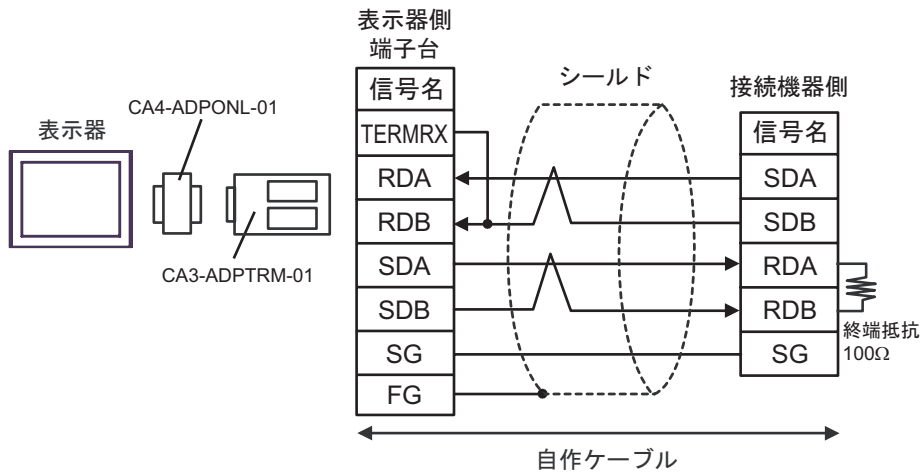 表示器
CA4-ADPONL-01
CA3-ADPTRM-01
表示器側
端子台
信号名
TERMRX
RDA
RDB
SDA
SDB
SG
FG
シールド
接続機器側
信号名
SDA
SDB
RDA
RDB
SG
終端抵抗
100Ω
自作ケーブル